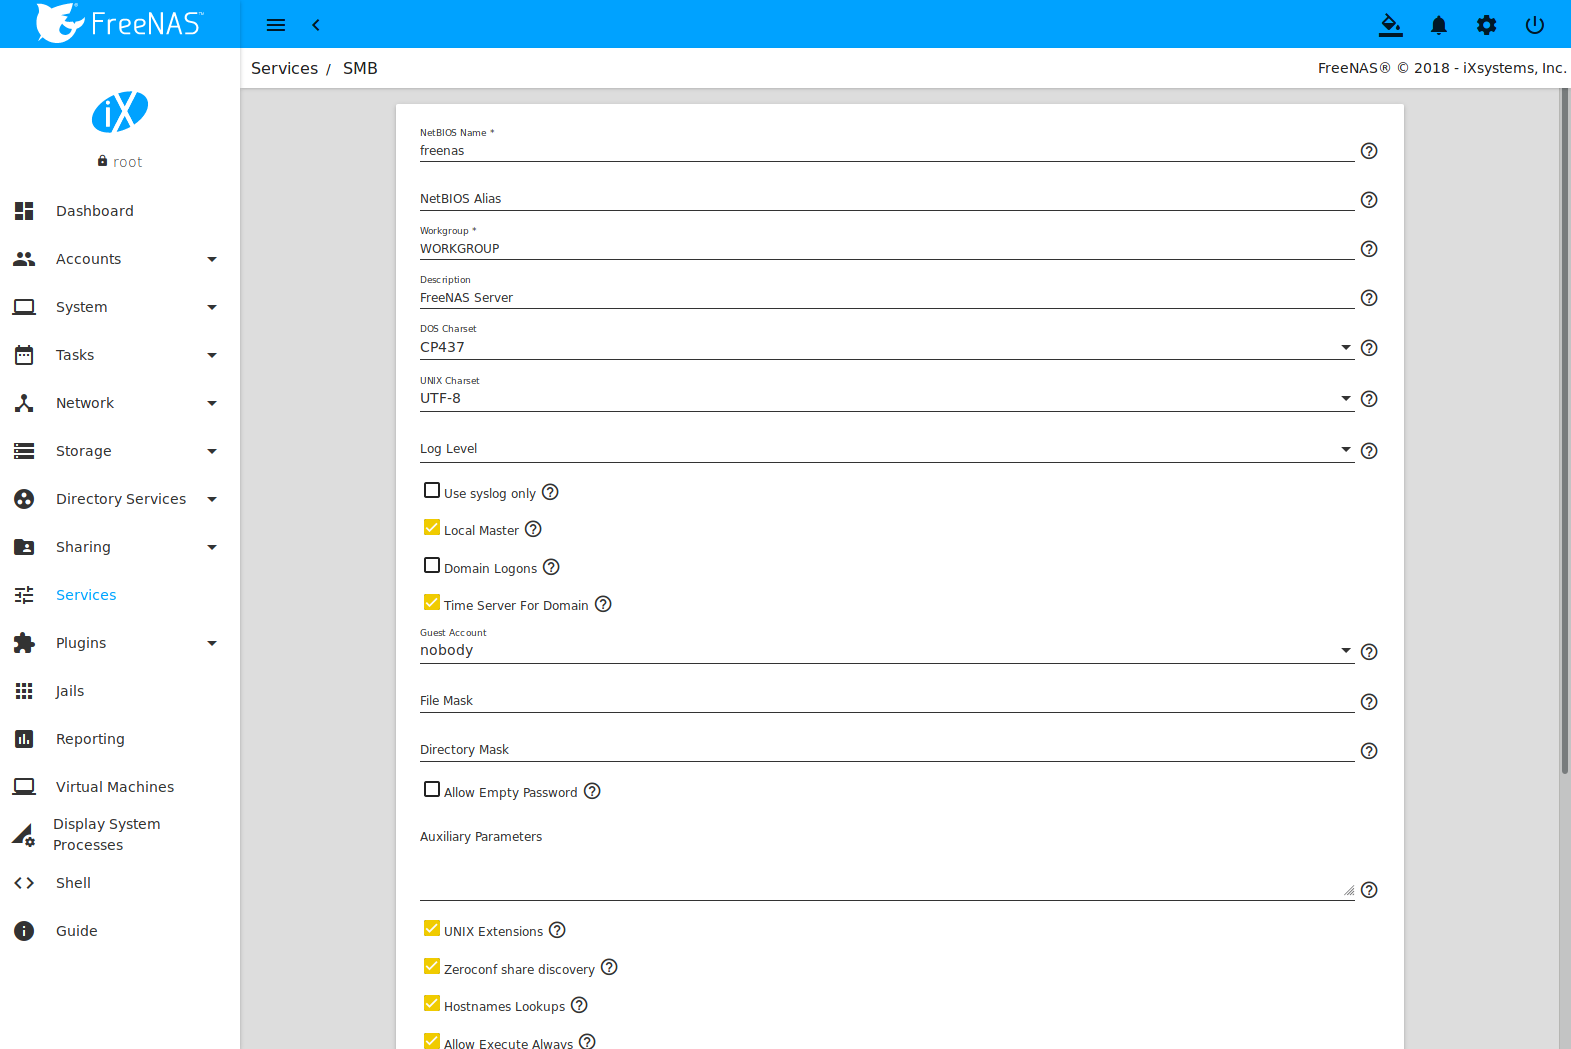 FreeNAS™
Services / SMB
FreeNAS® © 2018 - iXsystems, Inc.
iX
root
Dashboard
Accounts
System
Tasks
Network
Storage
Directory Services
Sharing
Services
Plugins
Jails
Reporting
Virtual Machines
Display System
Processes
Shell
Guide
NetBIOS Name *
freenas
NetBIOS Alias
Workgroup *
WORKGROUP
Description
FreeNAS Server
DOS Charset
CP437
UNIX Charset
UTF-8
Log Level
Use syslog only
Local Master
Domain Logons
Time Server For Domain
Guest Account
nobody
File Mask
Directory Mask
Allow Empty Password
Auxiliary Parameters
UNIX Extensions
Zeroconf share discovery
Hostnames Lookups
Allow Execute Always